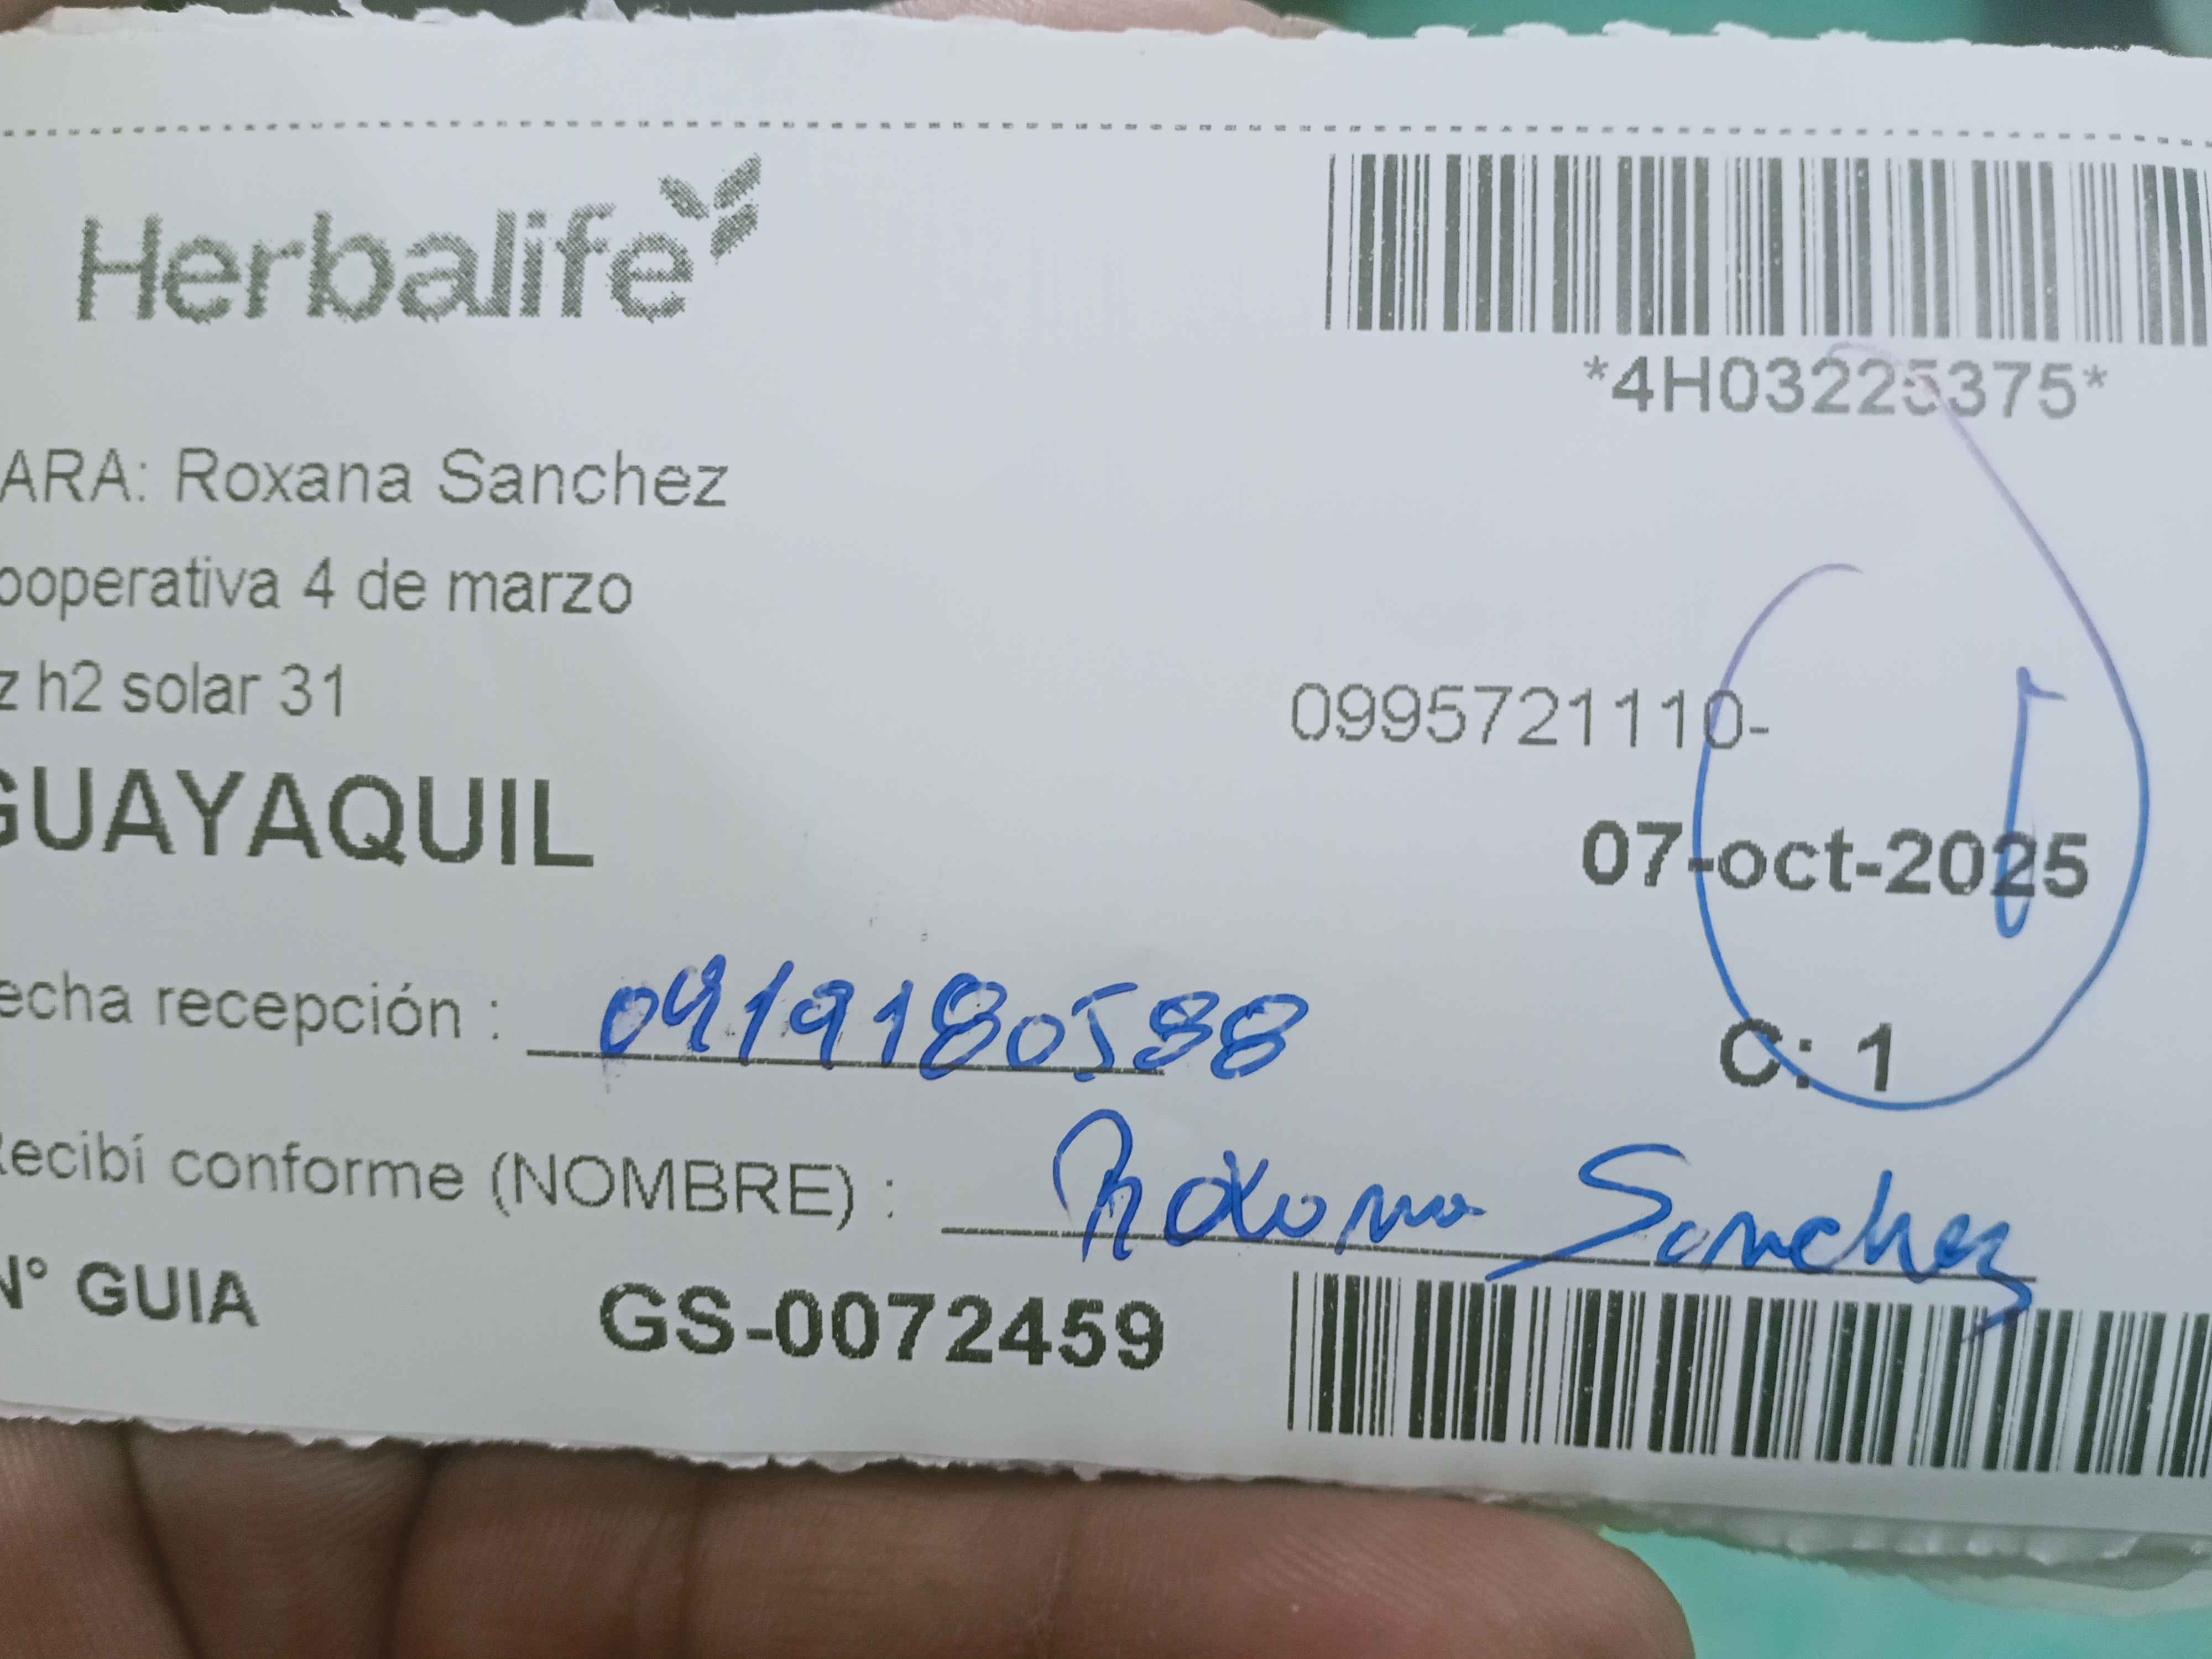 Herbalife
*4H03225375*
ARA: Roxana Sanchez
ooperativa 4 de marzo
z h2 solar 31
0995721110-
GUAYAQUIL
07-oct-2025
echa recepción : 0919180588
C: 1
Recibí conforme (NOMBRE) : Roxana Sanchez
N° GUIA GS-0072459